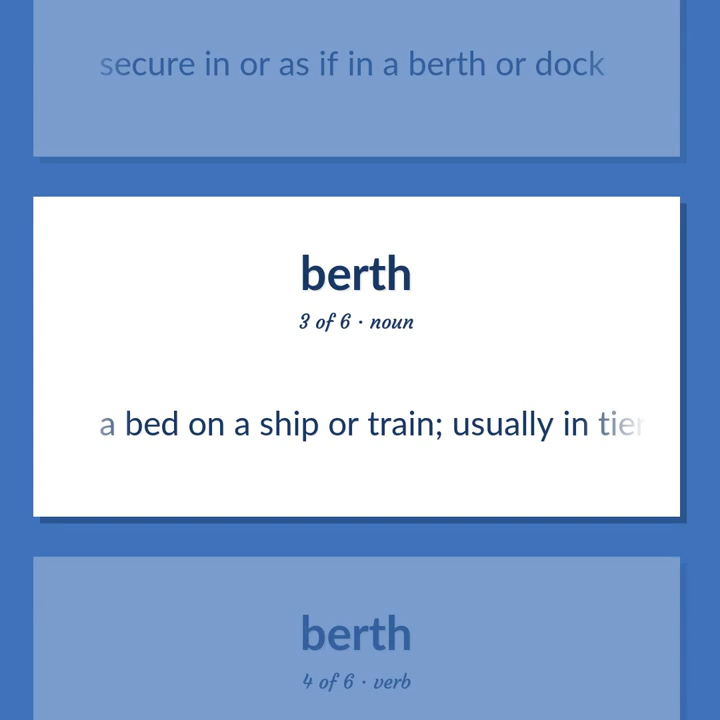 secure in or as if in a berth or dock
berth
3 of 6 · noun
a bed on a ship or train; usually in tier
berth
4 of 6 · verb